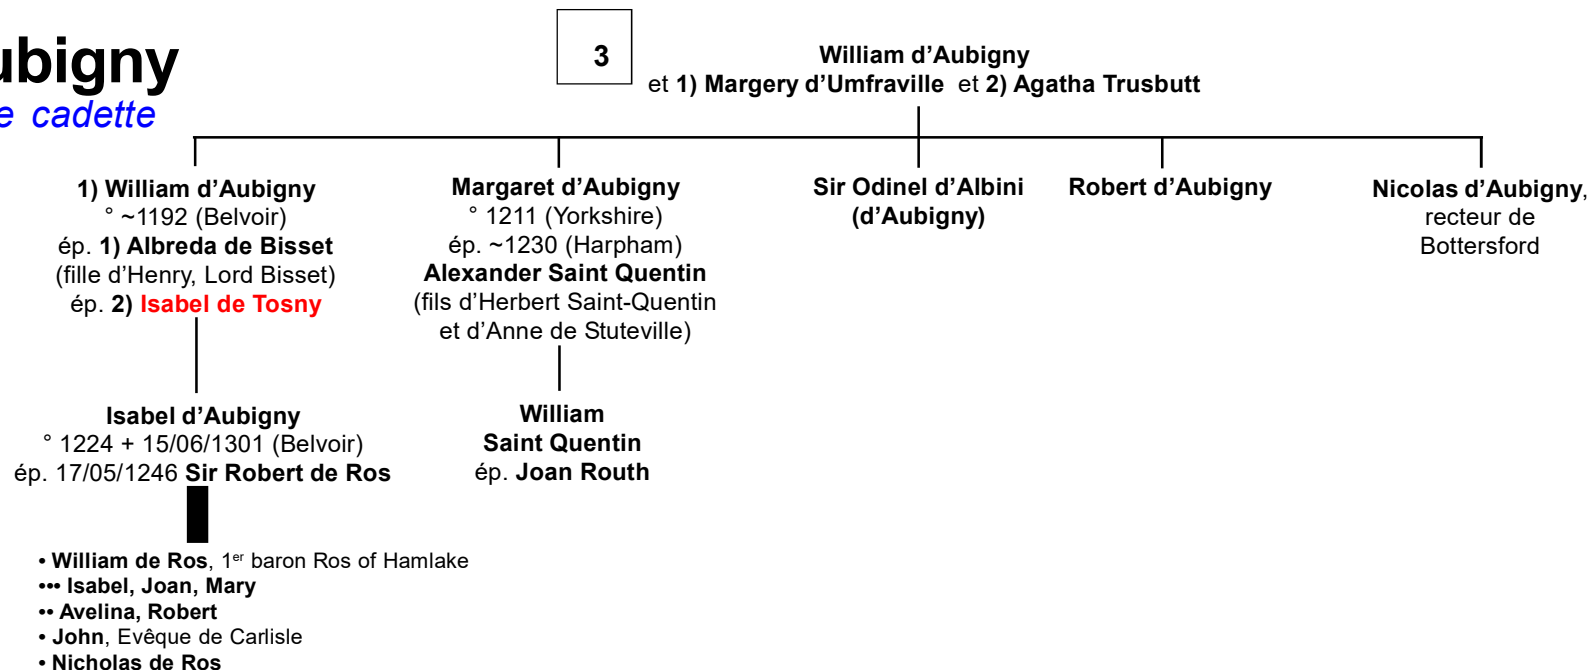 ubigny
e cadette
3
William d’Aubigny
et 1) Margery d’Umfraville et 2) Agatha Trusbutt
1) William d’Aubigny
° ~1192 (Belvoir)
ép. 1) Albreda de Bisset
(fille d’Henry, Lord Bisset)
ép. 2) Isabel de Tosny
Margaret d’Aubigny
° 1211 (Yorkshire)
ép. ~1230 (Harpham)
Alexander Saint Quentin
(fils d’Herbert Saint-Quentin
et d’Anne de Stuteville)
Sir Odinel d’Albini
(d’Aubigny)
Robert d’Aubigny
Nicolas d’Aubigny,
recteur de
Bottersford
Isabel d’Aubigny
° 1224 + 15/06/1301 (Belvoir)
ép. 17/05/1246 Sir Robert de Ros
William
Saint Quentin
ép. Joan Routh
• William de Ros, 1er baron Ros of Hamlake
••• Isabel, Joan, Mary
•• Avelina, Robert
• John, Evêque de Carlisle
• Nicholas de Ros